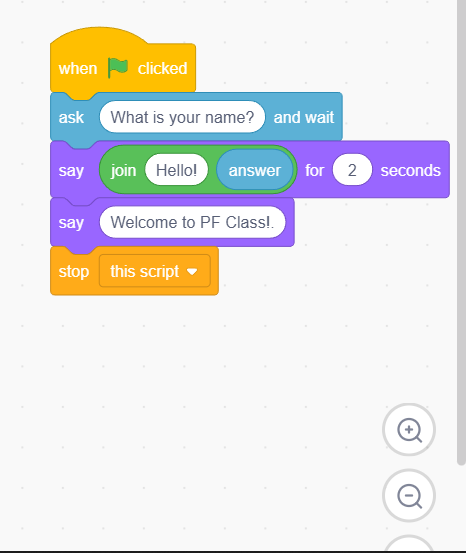 when clicked
ask What is your name? and wait
say join Hello! answer for 2 seconds
say Welcome to PF Class!.
stop this script